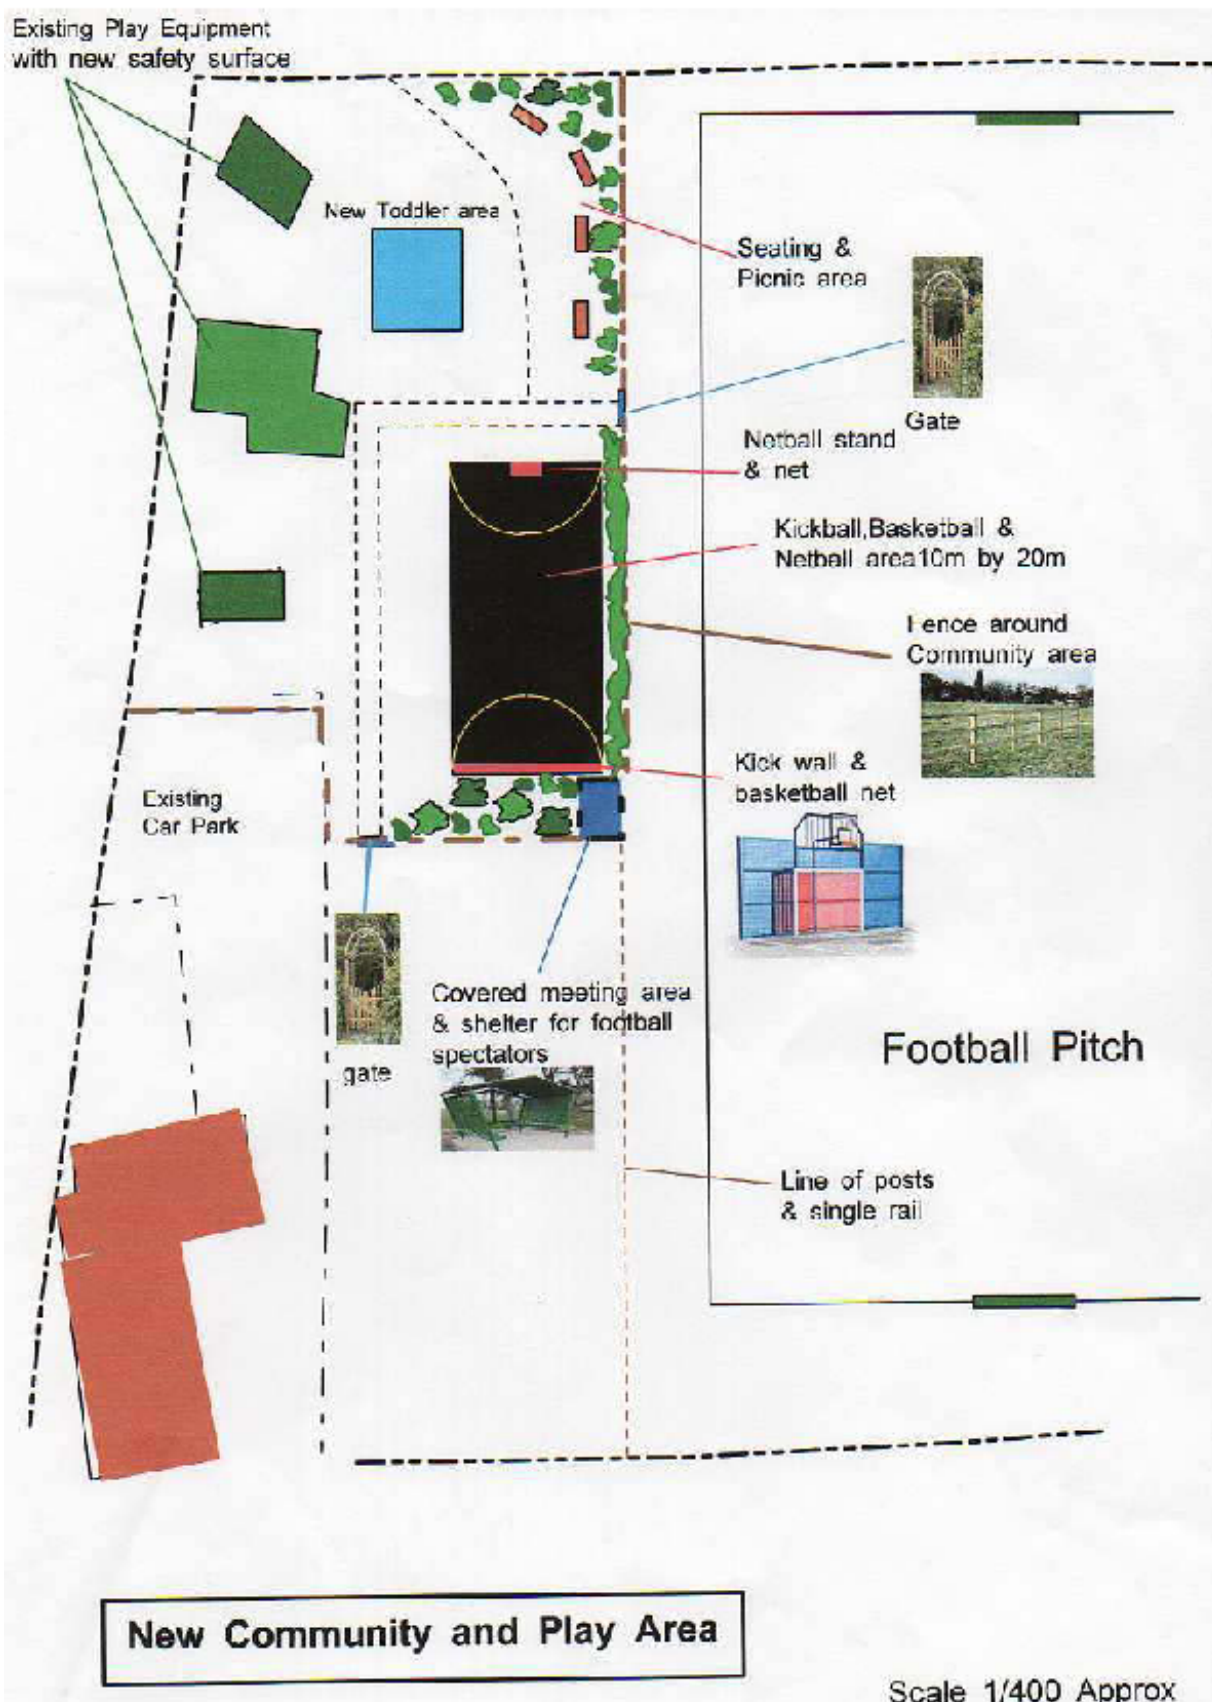 Existing Play Equipment
with new safety surface
New Toddler area
Seating &
Picnic area
Gate
Netball stand
& net
Kickball,Basketball &
Netball area10m by 20m
Fence around
Community area
Kick wall &
basketball net
Existing
Car Park
Covered meeting area
& shelter for football
spectators
gate
Football Pitch
Line of posts
& single rail
New Community and Play Area
Scale 1/400 Approx